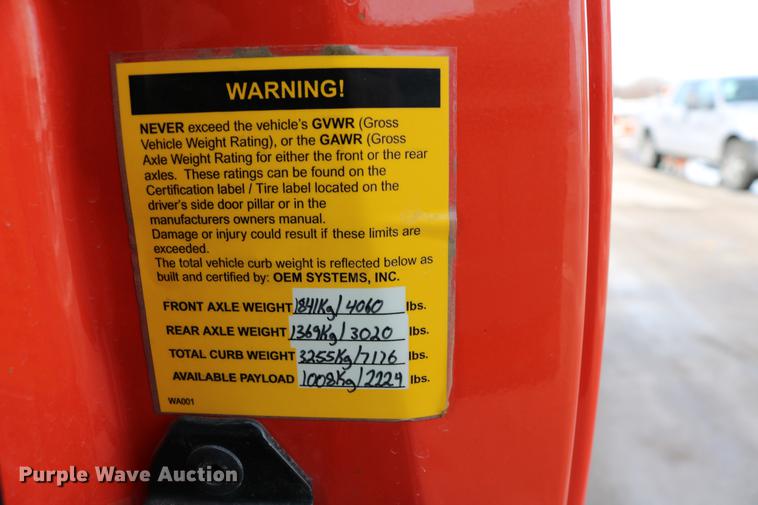 WARNING!
NEVER exceed the vehicle's GVWR (Gross
Vehicle Weight Rating), or the GAWR (Gross
Axle Weight Rating for either the front or the rear
axles. These ratings can be found on the
Certification label / Tire label located on the
driver's side door pillar or in the
manufacturers owners manual.
Damage or injury could result if these limits are
exceeded.
The total vehicle curb weight is reflected below as
built and certified by: OEM SYSTEMS, INC.
FRONT AXLE WEIGHT 1841Kg/4060 lbs.
REAR AXLE WEIGHT 1369Kg/3020 lbs.
TOTAL CURB WEIGHT 3255Kg/7176 lbs.
AVAILABLE PAYLOAD 1008Kg/2224 lbs.
WA001
Purple Wave Auction